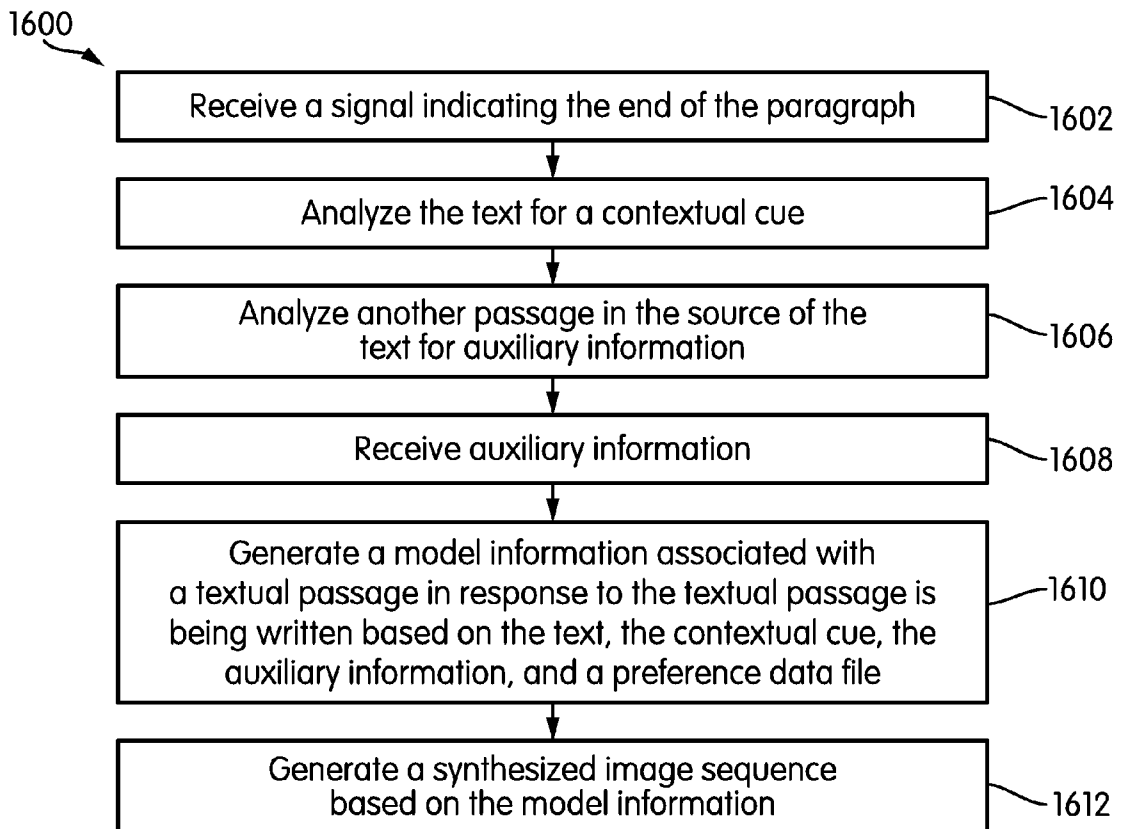 1600
Receive a signal indicating the end of the paragraph
1602
Analyze the text for a contextual cue
1604
Analyze another passage in the source of the
text for auxiliary information
1606
Receive auxiliary information
1608
Generate a model information associated with
a textual passage in response to the textual passage is
being written based on the text, the contextual cue, the
auxiliary information, and a preference data file
1610
Generate a synthesized image sequence
based on the model information
1612